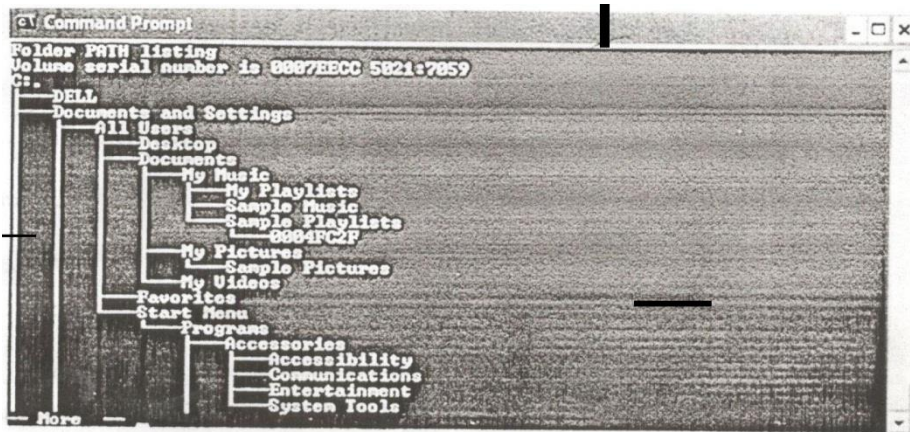 Command Prompt
Folder PATH listing
Volume serial number is 0007EECC 5021:7059
C:.
DELL
Documents and Settings
All Users
Desktop
Documents
My Music
My Playlists
Sample Music
Sample Playlists
0004FC2F
My Pictures
Sample Pictures
My Videos
Favorites
Start Menu
Programs
Accessories
Accessibility
Communications
Entertainment
System Tools
-- More --